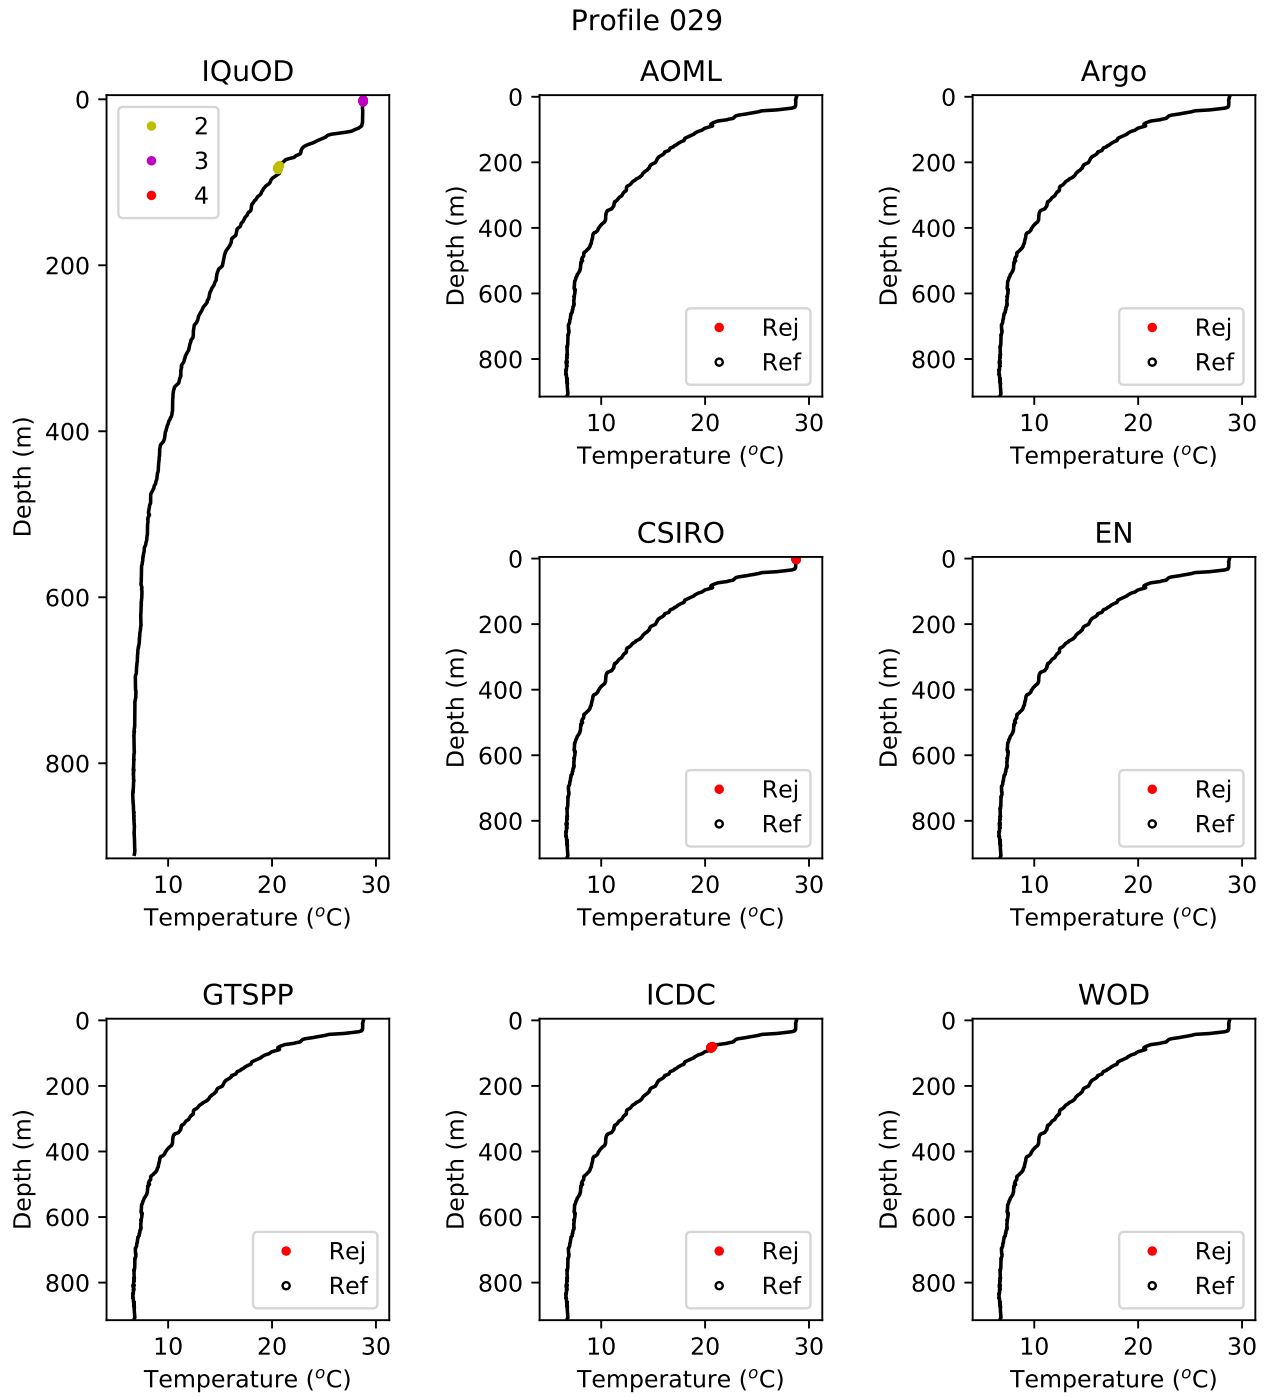 Profile 029
IQuOD
0
200
400
600
800
Depth (m)
2
3
4
10 20 30
Temperature (°C)
AOML
0
200
400
600
800
Depth (m)
Rej
Ref
10 20 30
Temperature (°C)
Argo
0
200
400
600
800
Depth (m)
Rej
Ref
10 20 30
Temperature (°C)
CSIRO
0
200
400
600
800
Depth (m)
Rej
Ref
10 20 30
Temperature (°C)
EN
0
200
400
600
800
Depth (m)
Rej
Ref
10 20 30
Temperature (°C)
GTSPP
0
200
400
600
800
Depth (m)
Rej
Ref
10 20 30
Temperature (°C)
ICDC
0
200
400
600
800
Depth (m)
Rej
Ref
10 20 30
Temperature (°C)
WOD
0
200
400
600
800
Depth (m)
Rej
Ref
10 20 30
Temperature (°C)